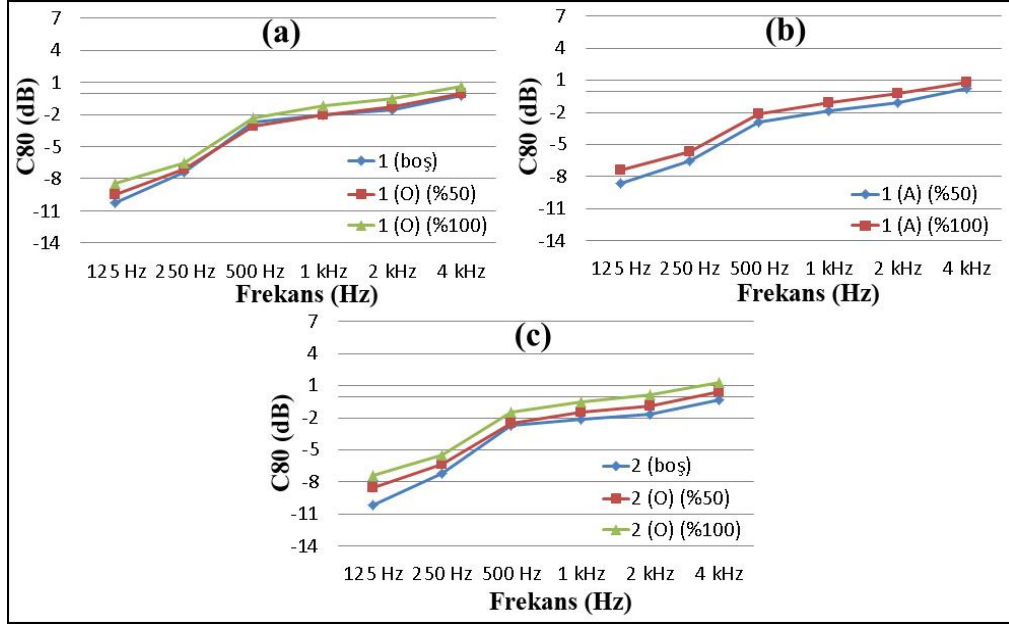 (a)
7
4
1
-2
-5
-8
-11
-14
C80 (dB)
1 (boş)
1 (O) (%50)
1 (O) (%100)
125 Hz 250 Hz 500 Hz 1 kHz 2 kHz 4 kHz
Frekans (Hz)
(b)
7
4
1
-2
-5
-8
-11
-14
C80 (dB)
1 (A) (%50)
1 (A) (%100)
125 Hz 250 Hz 500 Hz 1 kHz 2 kHz 4 kHz
Frekans (Hz)
(c)
7
4
1
-2
-5
-8
-11
-14
C80 (dB)
2 (boş)
2 (O) (%50)
2 (O) (%100)
125 Hz 250 Hz 500 Hz 1 kHz 2 kHz 4 kHz
Frekans (Hz)